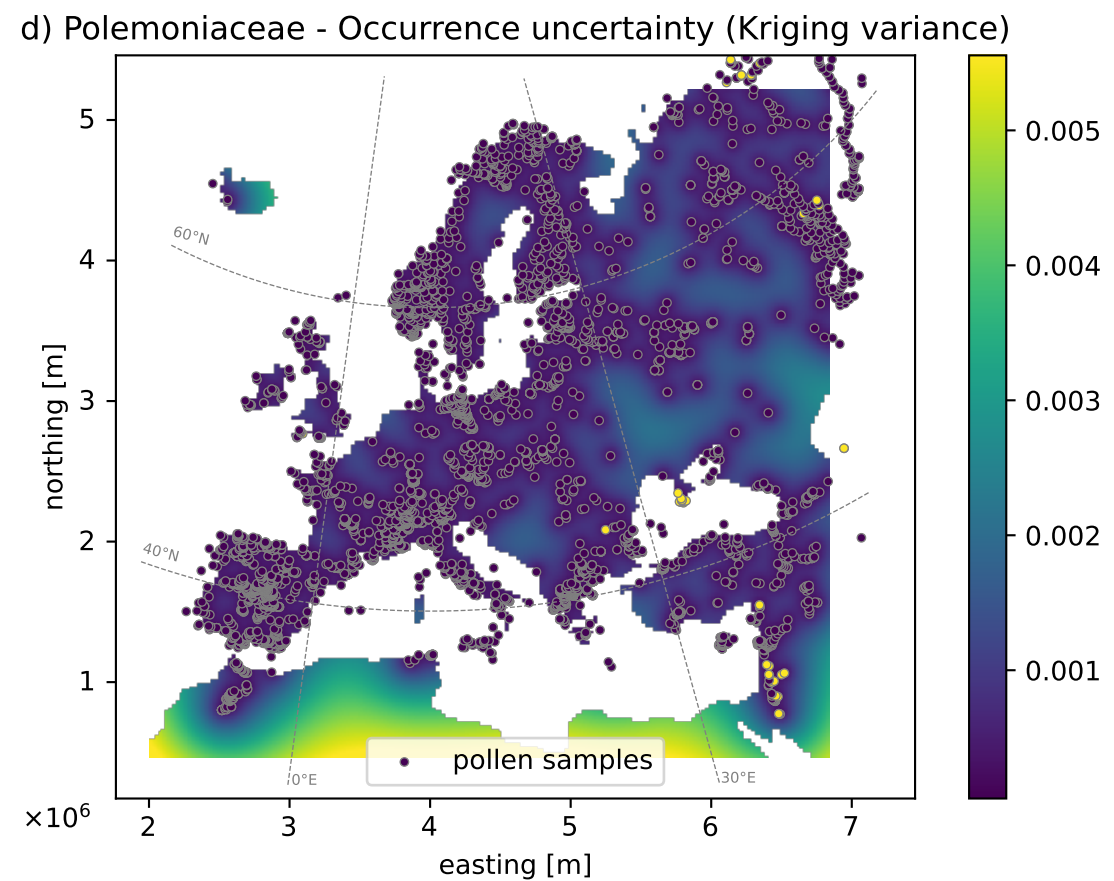 d) Polemoniaceae - Occurrence uncertainty (Kriging variance)
5
4
3
2
1
northing [m]
60°N
40°N
0°E
30°E
pollen samples
×10⁶
2 3 4 5 6 7
easting [m]
0.005
0.004
0.003
0.002
0.001